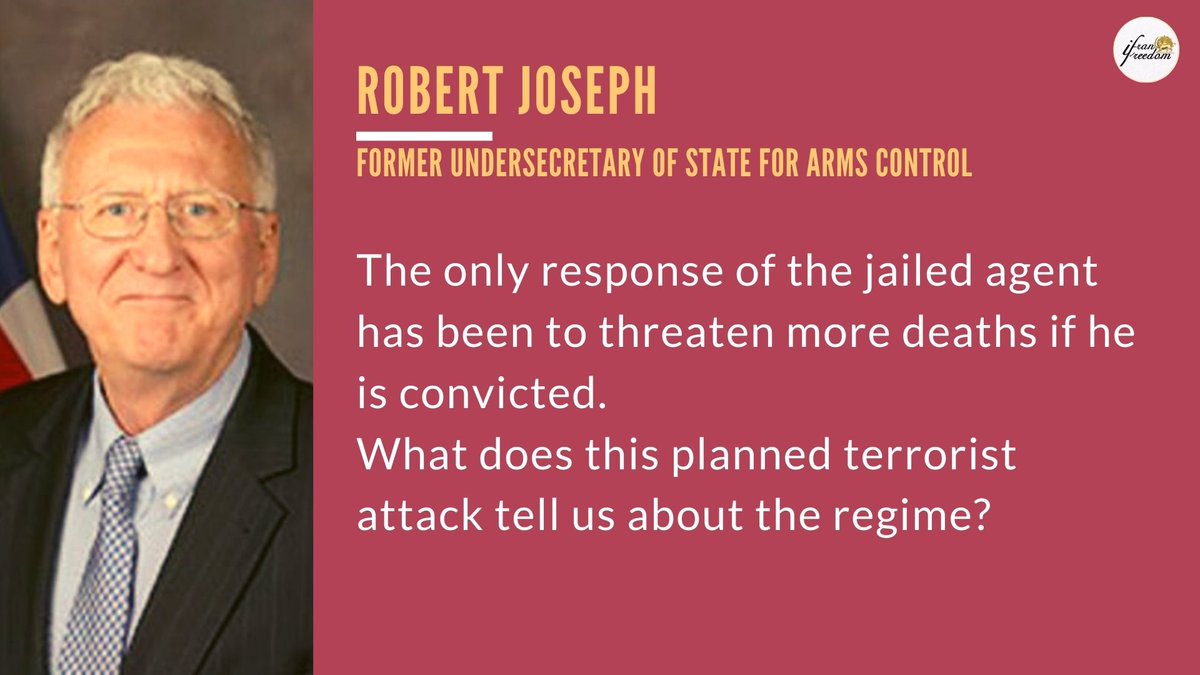 iFran
freedom
ROBERT JOSEPH
FORMER UNDERSECRETARY OF STATE FOR ARMS CONTROL
The only response of the jailed agent
has been to threaten more deaths if he
is convicted.
What does this planned terrorist
attack tell us about the regime?